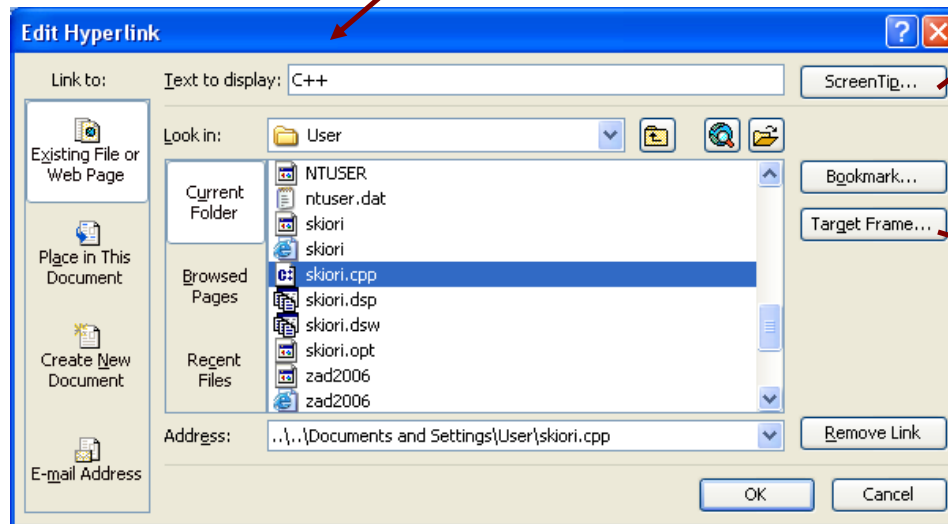 Edit Hyperlink
Link to:
Text to display: C++
ScreenTip...
Existing File or
Web Page
Look in:
User
Current
Folder
NTUSER
ntuser.dat
skiori
skiori
skiori.cpp
skiori.dsp
skiori.dsw
skiori.opt
zad2006
zad2006
Bookmark...
Target Frame...
Place in This
Document
Browsed
Pages
Create New
Document
Recent
Files
E-mail Address
Address:
..\..\Documents and Settings\User\skiori.cpp
Remove Link
OK
Cancel